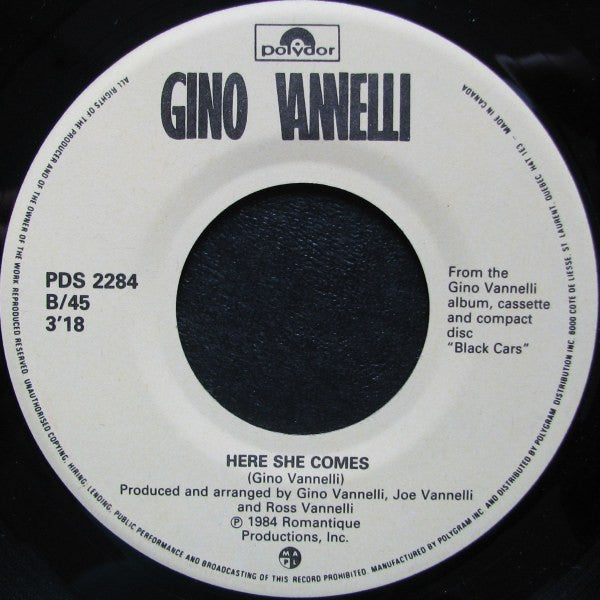 polydor
GINO VANNELLI
PDS 2284
B/45
3'18
From the
Gino Vannelli
album, cassette
and compact
disc
"Black Cars"
HERE SHE COMES
(Gino Vannelli)
Produced and arranged by Gino Vannelli, Joe Vannelli
and Ross Vannelli
℗ 1984 Romantique
Productions, Inc.
M A
P L
ALL RIGHTS OF THE PRODUCER AND OF THE OWNER OF THE WORK REPRODUCED RESERVED. UNAUTHORISED COPYING, HIRING, LENDING, PUBLIC PERFORMANCE AND BROADCASTING OF THIS RECORD PROHIBITED. MANUFACTURED BY POLYGRAM INC. AND DISTRIBUTED BY POLYGRAM DISTRIBUTION INC. 6000 COTE DE LIESSE, ST LAURENT, QUEBEC H4T 1E3 – MADE IN CANADA